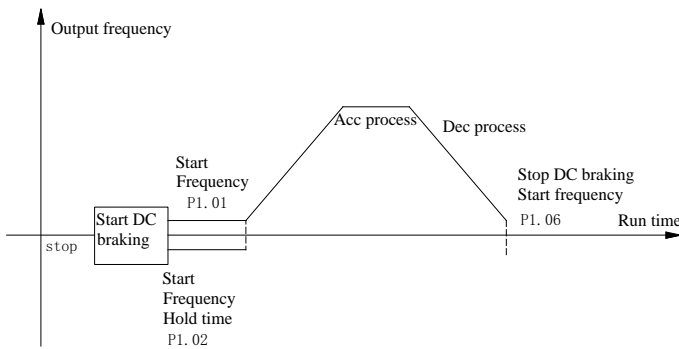 Output frequency
Acc process
Dec process
Start
Frequency
P1.01
Stop DC braking
Start frequency
P1.06
Run time
Start DC
braking
stop
Start
Frequency
Hold time
P1.02